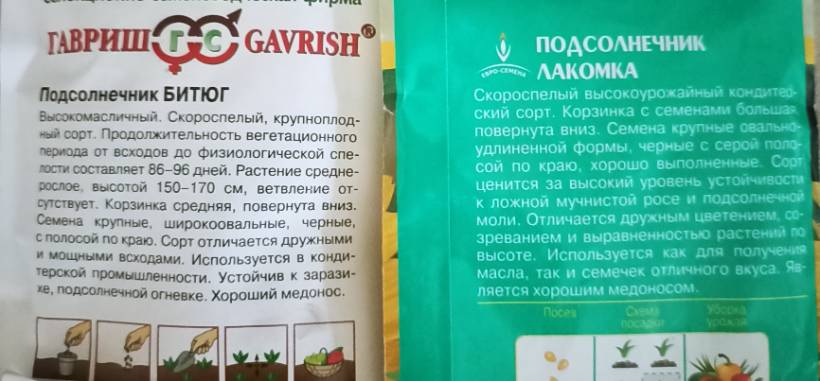 ГАВРИШ ГС GAVRISH®
Подсолнечник БИТЮГ
Высокомасличный. Скороспелый, крупноплод-
ный сорт. Продолжительность вегетационного
периода от всходов до физиологической спе-
лости составляет 86–96 дней. Растение средне-
рослое, высотой 150–170 см, ветвление от-
сутствует. Корзинка средняя, повернута вниз.
Семена крупные, широкоовальные, черные,
с полосой по краю. Сорт отличается дружными
и мощными всходами. Используется в конди-
терской промышленности. Устойчив к зарази-
хе, подсолнечной огневке. Хороший медонос.
ЕВРО-СЕМЕНА
ПОДСОЛНЕЧНИК
ЛАКОМКА
Скороспелый высокоурожайный кондитер-
ский сорт. Корзинка с семенами большая,
повернута вниз. Семена крупные овально-
удлиненной формы, черные с серой поло-
сой по краю, хорошо выполненные. Сорт
ценится за высокий уровень устойчивости
к ложной мучнистой росе и подсолнечной
моли. Отличается дружным цветением, со-
зреванием и выравненностью растений по
высоте. Используется как для получения
масла, так и семечек отличного вкуса. Яв-
ляется хорошим медоносом.
Посев Схема посадки Уборка урожая